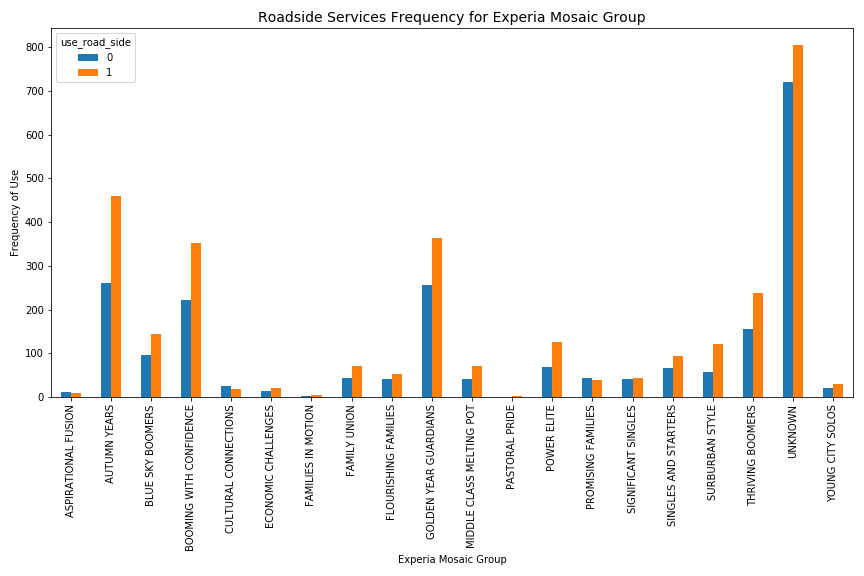 Roadside Services Frequency for Experia Mosaic Group
use_road_side
0
1
Frequency of Use
800
700
600
500
400
300
200
100
0
ASPIRATIONAL FUSION
AUTUMN YEARS
BLUE SKY BOOMERS
BOOMING WITH CONFIDENCE
CULTURAL CONNECTIONS
ECONOMIC CHALLENGES
FAMILIES IN MOTION
FAMILY UNION
FLOURISHING FAMILIES
GOLDEN YEAR GUARDIANS
MIDDLE CLASS MELTING POT
PASTORAL PRIDE
POWER ELITE
PROMISING FAMILIES
SIGNIFICANT SINGLES
SINGLES AND STARTERS
SURBURBAN STYLE
THRIVING BOOMERS
UNKNOWN
YOUNG CITY SOLOS
Experia Mosaic Group